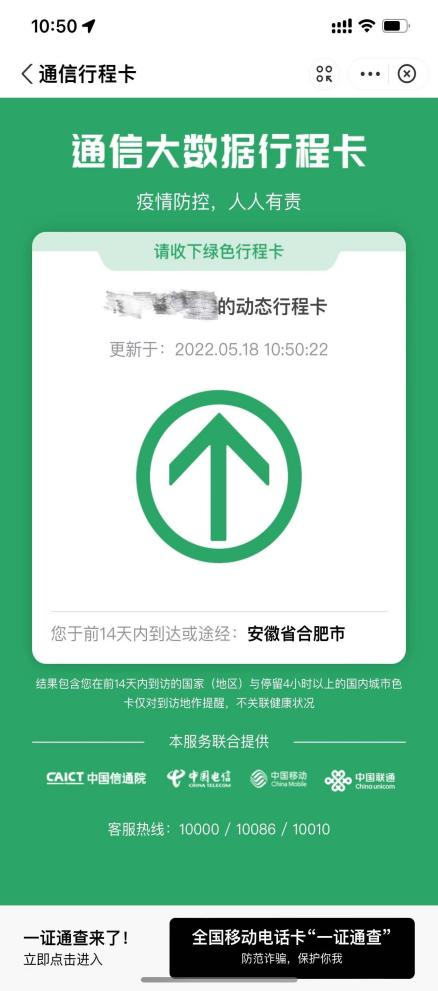 10:50
通信行程卡
通信大数据行程卡
疫情防控，人人有责
请收下绿色行程卡
的动态行程卡
更新于：2022.05.18 10:50:22
您于前14天内到达或途经：安徽省合肥市
结果包含您在前14天内到访的国家（地区）与停留4小时以上的国内城市色
卡仅对到访地作提醒，不关联健康状况
本服务联合提供
CAICT 中国信通院 中国电信 CHINA TELECOM 中国移动 China Mobile 中国联通 China unicom
客服热线：10000 / 10086 / 10010
一证通查来了！
立即点击进入
全国移动电话卡“一证通查”
防范诈骗，保护你我